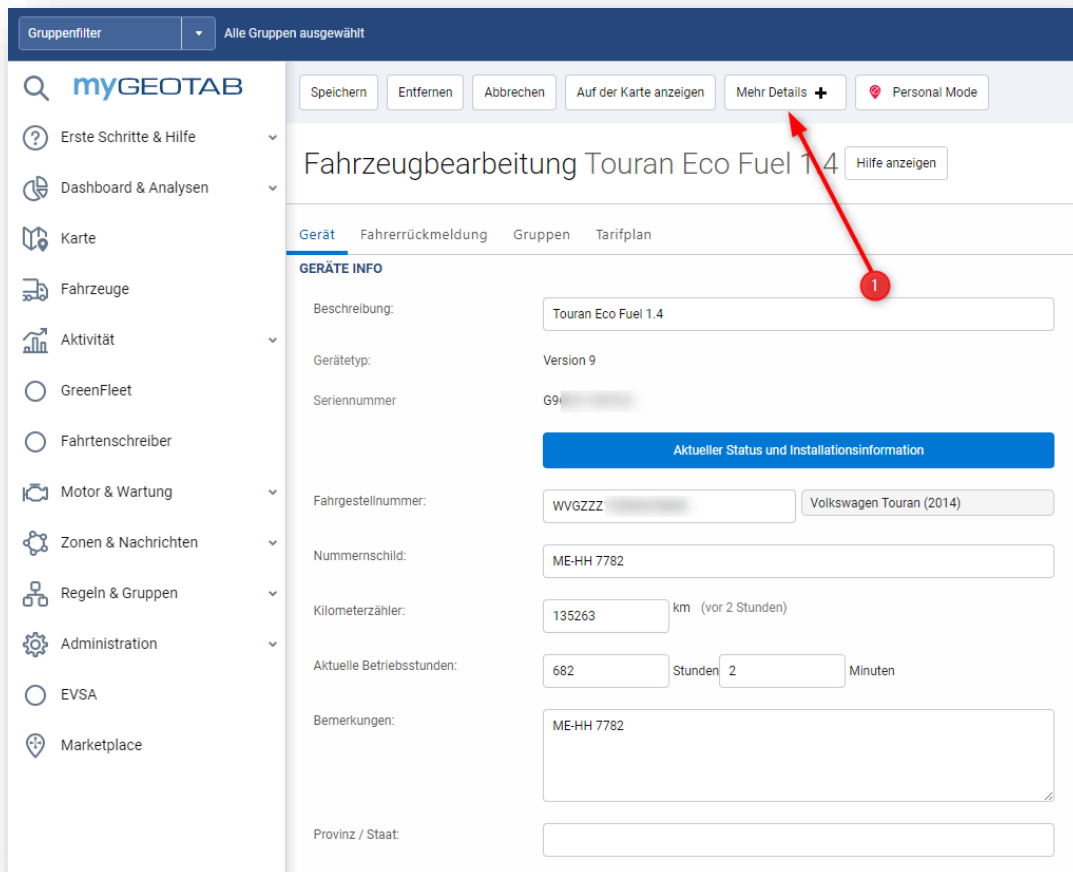 Gruppenfilter Alle Gruppen ausgewählt
myGEOTAB
Erste Schritte & Hilfe
Dashboard & Analysen
Karte
Fahrzeuge
Aktivität
GreenFleet
Fahrtenschreiber
Motor & Wartung
Zonen & Nachrichten
Regeln & Gruppen
Administration
EVSA
Marketplace
Speichern Entfernen Abbrechen Auf der Karte anzeigen Mehr Details + Personal Mode
Fahrzeugbearbeitung Touran Eco Fuel 1.4 Hilfe anzeigen
Gerät Fahrerrückmeldung Gruppen Tarifplan
1
GERÄTE INFO
Beschreibung: Touran Eco Fuel 1.4
Gerätetyp: Version 9
Seriennummer G9
Aktueller Status und Installationsinformation
Fahrgestellnummer: WVGZZZ Volkswagen Touran (2014)
Nummernschild: ME-HH 7782
Kilometerzähler: 135263 km (vor 2 Stunden)
Aktuelle Betriebsstunden: 682 Stunden 2 Minuten
Bemerkungen: ME-HH 7782
Provinz / Staat: